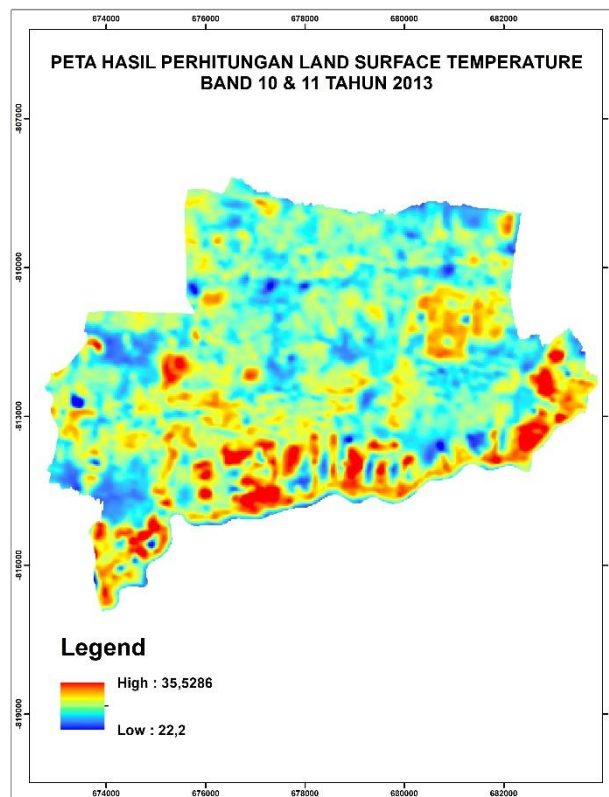 674000 676000 678000 680000 682000
PETA HASIL PERHITUNGAN LAND SURFACE TEMPERATURE
BAND 10 & 11 TAHUN 2013
-807000
-810000
-813000
-816000
-819000
Legend
High : 35,5286
Low : 22,2
674000 676000 678000 680000 682000